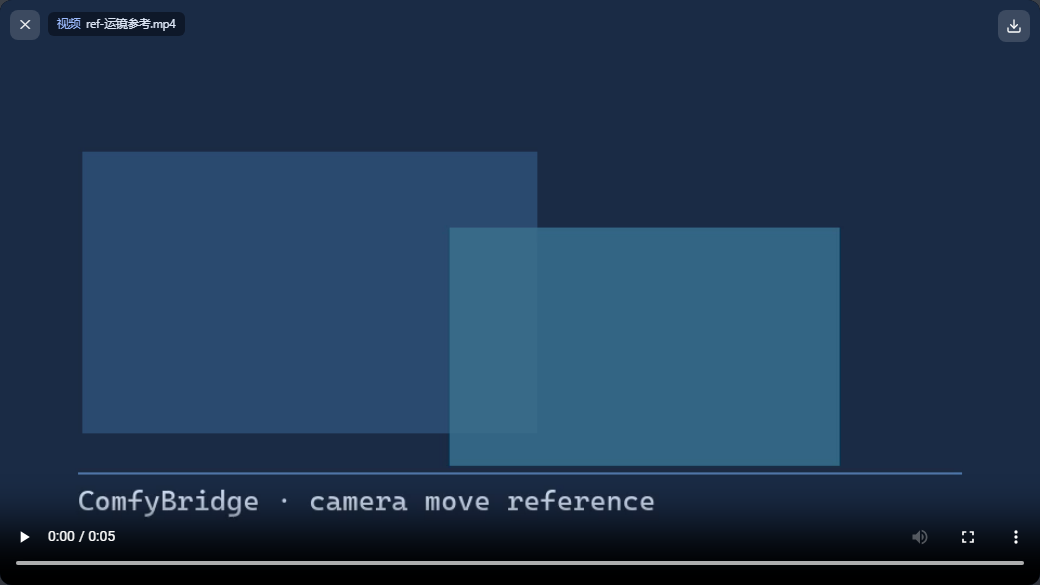 视频 ref-运镜参考.mp4
ComfyBridge · camera move reference
0:00 / 0:05